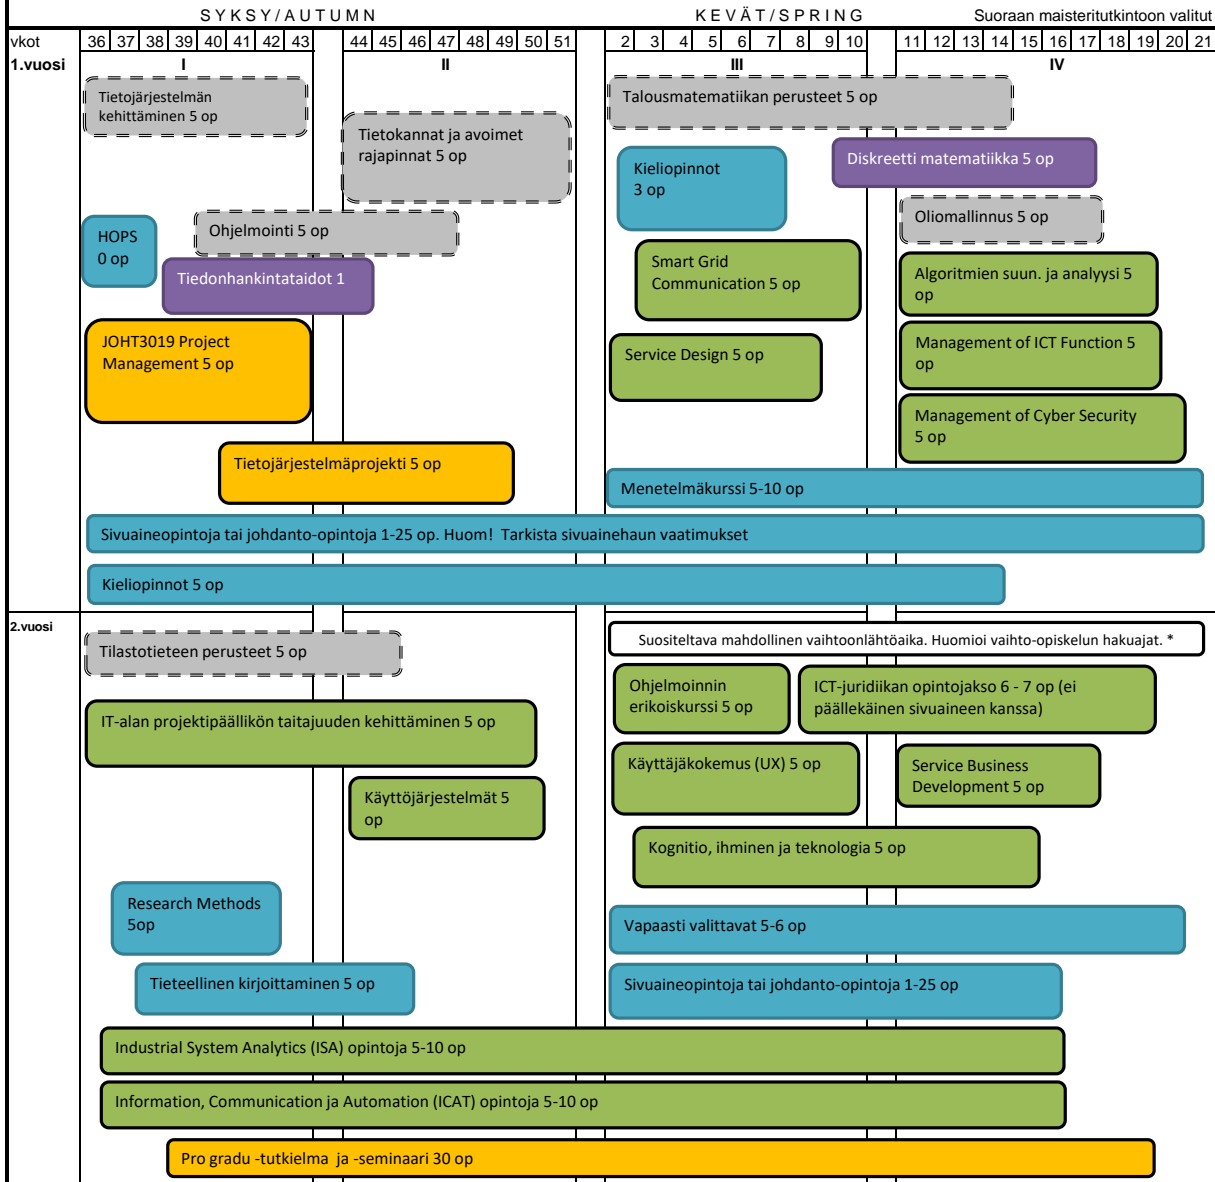 S Y K S Y / A U T U M N
K E V Ä T / S P R I N G
Suoraan maisteritutkintoon valitut
vkot 36 37 38 39 40 41 42 43 44 45 46 47 48 49 50 51 2 3 4 5 6 7 8 9 10 11 12 13 14 15 16 17 18 19 20 21
1.vuosi I II III IV
Tietojärjestelmän
kehittäminen 5 op
Tietokannat ja avoimet
rajapinnat 5 op
Talousmatematiikan perusteet 5 op
Kieliopinnot
3 op
Diskreetti matematiikka 5 op
HOPS
0 op
Ohjelmointi 5 op
Oliomallinnus 5 op
Tiedonhankintataidot 1
Smart Grid
Communication 5 op
Algoritmien suun. ja analyysi 5
op
JOHT3019 Project
Management 5 op
Service Design 5 op
Management of ICT Function 5
op
Management of Cyber Security
5 op
Tietojärjestelmäprojekti 5 op
Menetelmäkurssi 5-10 op
Sivuaineopintoja tai johdanto-opintoja 1-25 op. Huom! Tarkista sivuainehaun vaatimukset
Kieliopinnot 5 op
2.vuosi
Tilastotieteen perusteet 5 op
Suositeltava mahdollinen vaihtoonlähtöaika. Huomioi vaihto-opiskelun hakuajat. *
Ohjelmoinnin
erikoiskurssi 5 op
ICT-juridiikan opintojakso 6 - 7 op (ei
päällekäinen sivuaineen kanssa)
IT-alan projektipäällikön taitajuuden kehittäminen 5 op
Käyttäjäkokemus (UX) 5 op
Service Business
Development 5 op
Käyttöjärjestelmät 5
op
Kognitio, ihminen ja teknologia 5 op
Research Methods
5op
Vapaasti valittavat 5-6 op
Tieteellinen kirjoittaminen 5 op
Sivuaineopintoja tai johdanto-opintoja 1-25 op
Industrial System Analytics (ISA) opintoja 5-10 op
Information, Communication ja Automation (ICAT) opintoja 5-10 op
Pro gradu -tutkielma ja -seminaari 30 op